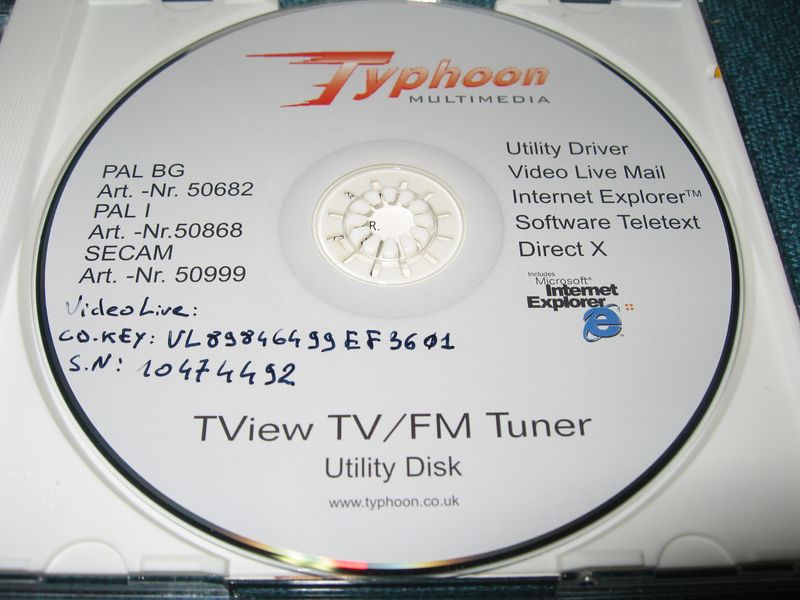 Typhoon
MULTIMEDIA
PAL BG
Art. -Nr. 50682
PAL I
Art. -Nr.50868
SECAM
Art. -Nr. 50999
Utility Driver
Video Live Mail
Internet Explorer™
Software Teletext
Direct X
Includes
Microsoft®
Internet
Explorer
R.
VideoLive:
CD.KEY: VL89846499EF3601
S.N: 10474492
TView TV/FM Tuner
Utility Disk
www.typhoon.co.uk